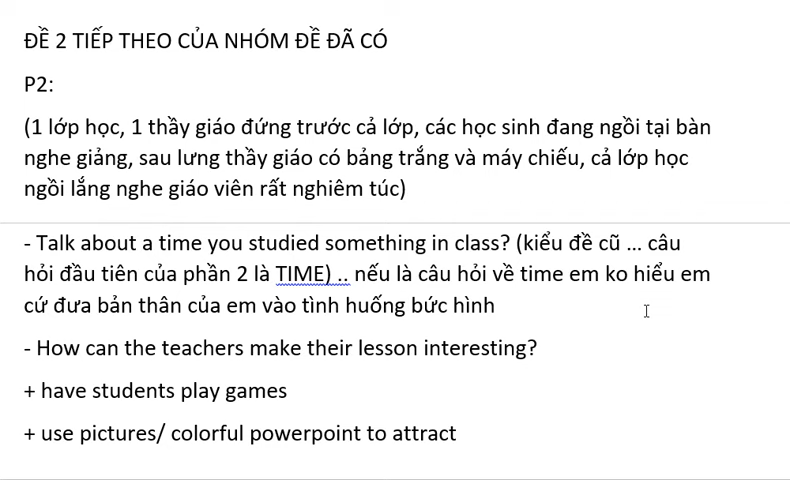 ĐỀ 2 TIẾP THEO CỦA NHÓM ĐỀ ĐÃ CÓ
P2:
(1 lớp học, 1 thầy giáo đứng trước cả lớp, các học sinh đang ngồi tại bàn
nghe giảng, sau lưng thầy giáo có bảng trắng và máy chiếu, cả lớp học
ngồi lắng nghe giáo viên rất nghiêm túc)
- Talk about a time you studied something in class? (kiểu đề cũ ... câu
hỏi đầu tiên của phần 2 là TIME) .. nếu là câu hỏi về time em ko hiểu em
cứ đưa bản thân của em vào tình huống bức hình
- How can the teachers make their lesson interesting?
+ have students play games
+ use pictures/ colorful powerpoint to attract